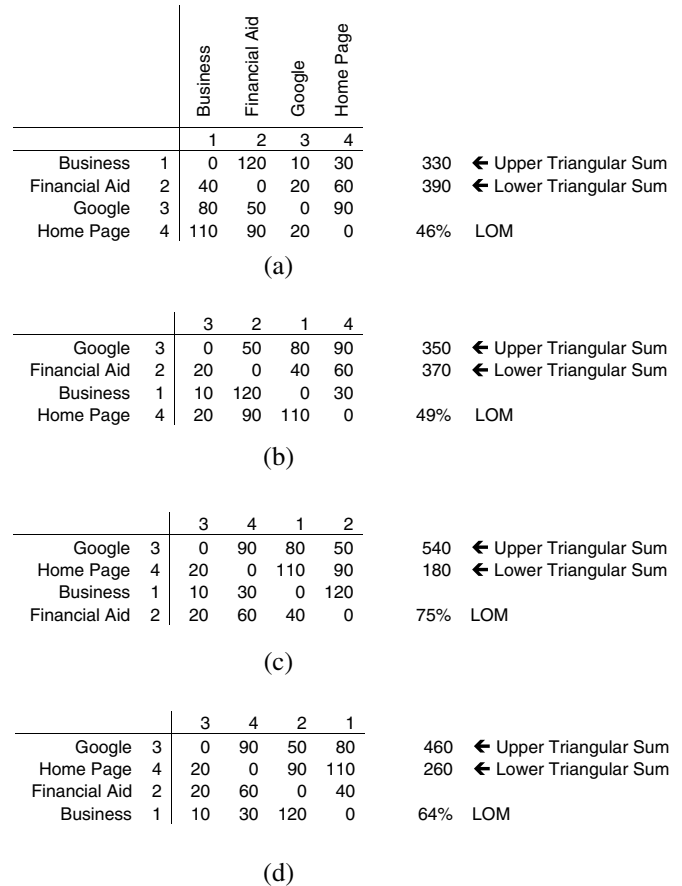 Business Financial Aid Google Home Page
1 2 3 4
Business 1 0 120 10 30 330 🡸 Upper Triangular Sum
Financial Aid 2 40 0 20 60 390 🡸 Lower Triangular Sum
Google 3 80 50 0 90
Home Page 4 110 90 20 0 46% LOM
(a)
3 2 1 4
Google 3 0 50 80 90 350 🡸 Upper Triangular Sum
Financial Aid 2 20 0 40 60 370 🡸 Lower Triangular Sum
Business 1 10 120 0 30
Home Page 4 20 90 110 0 49% LOM
(b)
3 4 1 2
Google 3 0 90 80 50 540 🡸 Upper Triangular Sum
Home Page 4 20 0 110 90 180 🡸 Lower Triangular Sum
Business 1 10 30 0 120
Financial Aid 2 20 60 40 0 75% LOM
(c)
3 4 2 1
Google 3 0 90 50 80 460 🡸 Upper Triangular Sum
Home Page 4 20 0 90 110 260 🡸 Lower Triangular Sum
Financial Aid 2 20 60 0 40
Business 1 10 30 120 0 64% LOM
(d)